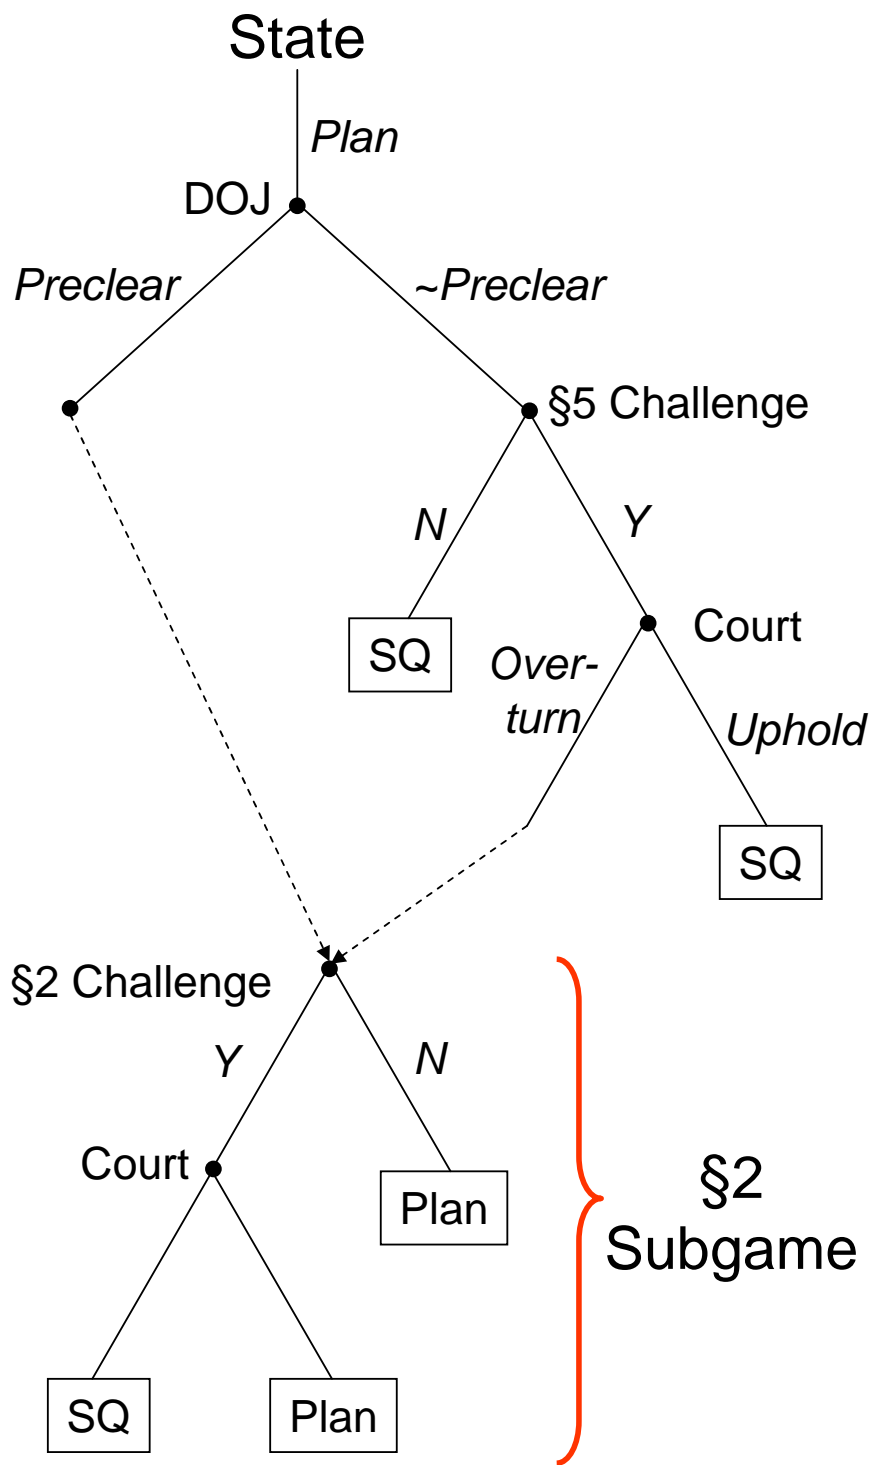 State
Plan
DOJ
Preclear
~Preclear
§5 Challenge
N
Y
SQ
Court
Over-
turn
Uphold
SQ
§2 Challenge
Y
N
Court
Plan
§2
Subgame
SQ
Plan